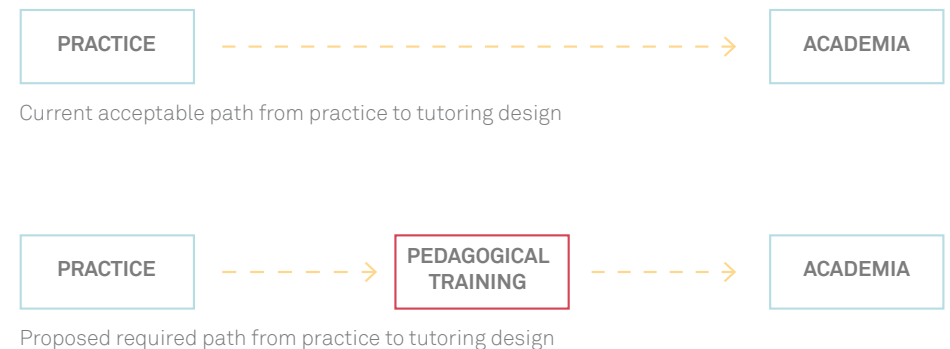 PRACTICE
ACADEMIA
Current acceptable path from practice to tutoring design
PRACTICE
PEDAGOGICAL
TRAINING
ACADEMIA
Proposed required path from practice to tutoring design